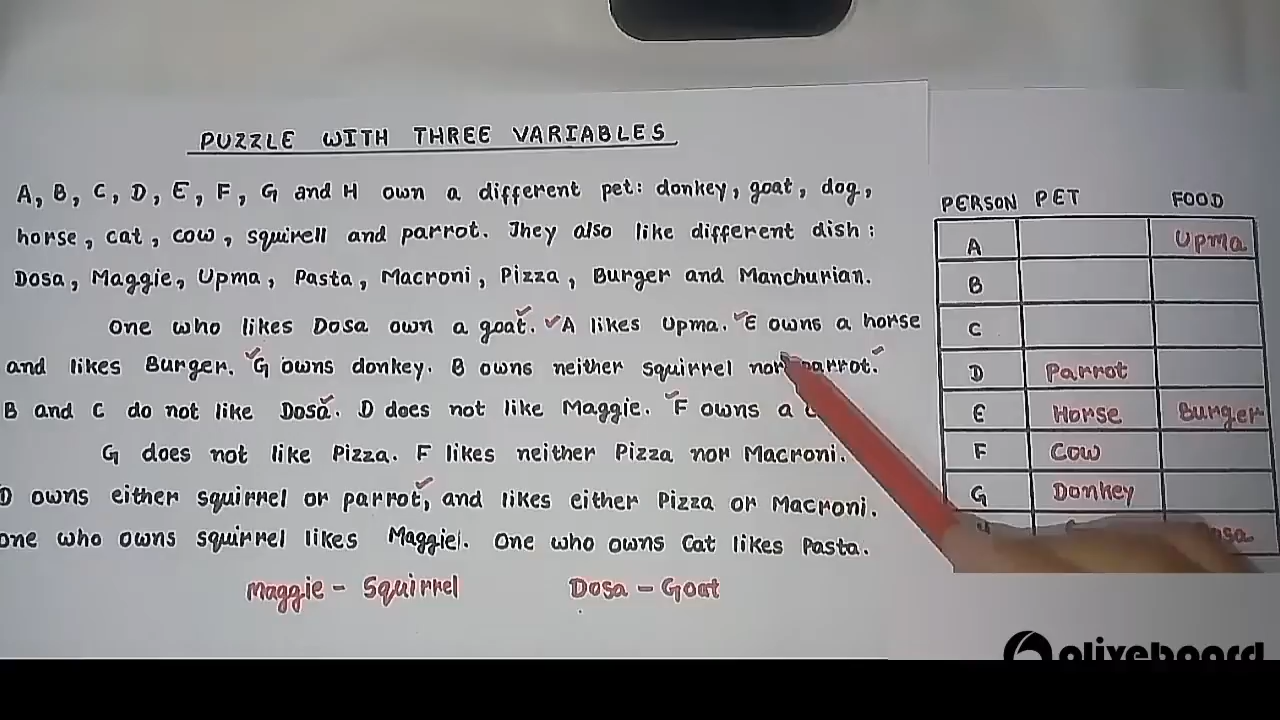 PUZZLE WITH THREE VARIABLES
A, B, C, D, E, F, G and H own a different pet: donkey, goat, dog,
horse, cat, cow, squirell and parrot. They also like different dish:
Dosa, Maggie, Upma, Pasta, Macroni, Pizza, Burger and Manchurian.
One who likes Dosa own a goat. A likes Upma. E owns a horse
and likes Burger. G owns donkey. B owns neither squirrel nor parrot.
B and C do not like Dosa. D does not like Maggie. F owns a
G does not like Pizza. F likes neither Pizza nor Macroni.
D owns either squirrel or parrot, and likes either Pizza or Macroni.
One who owns squirrel likes Maggie. One who owns Cat likes Pasta.
Maggie - Squirrel Dosa - Goat
PERSON PET FOOD
A Upma
B
C
D Parrot
E Horse Burger
F Cow
G Donkey
oliveboard